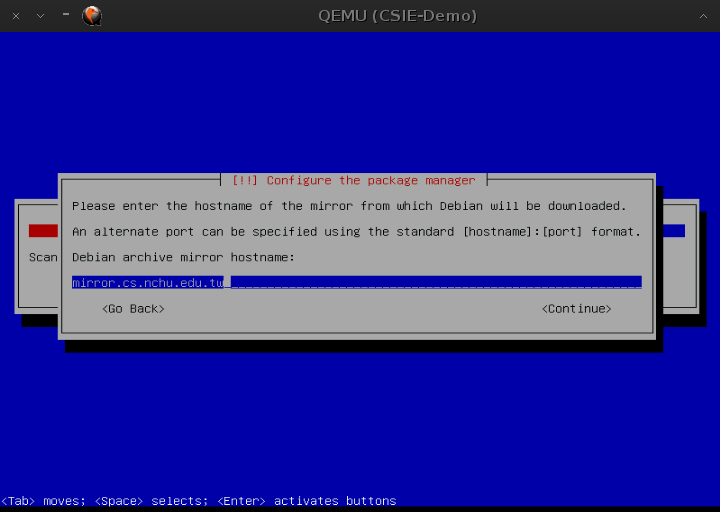 QEMU (CSIE-Demo)
[!!] Configure the package manager
Please enter the hostname of the mirror from which Debian will be downloaded.
An alternate port can be specified using the standard [hostname]:[port] format.
Scan
Debian archive mirror hostname:
mirror.cs.nchu.edu.tw
<Go Back> <Continue>
<Tab> moves; <Space> selects; <Enter> activates buttons